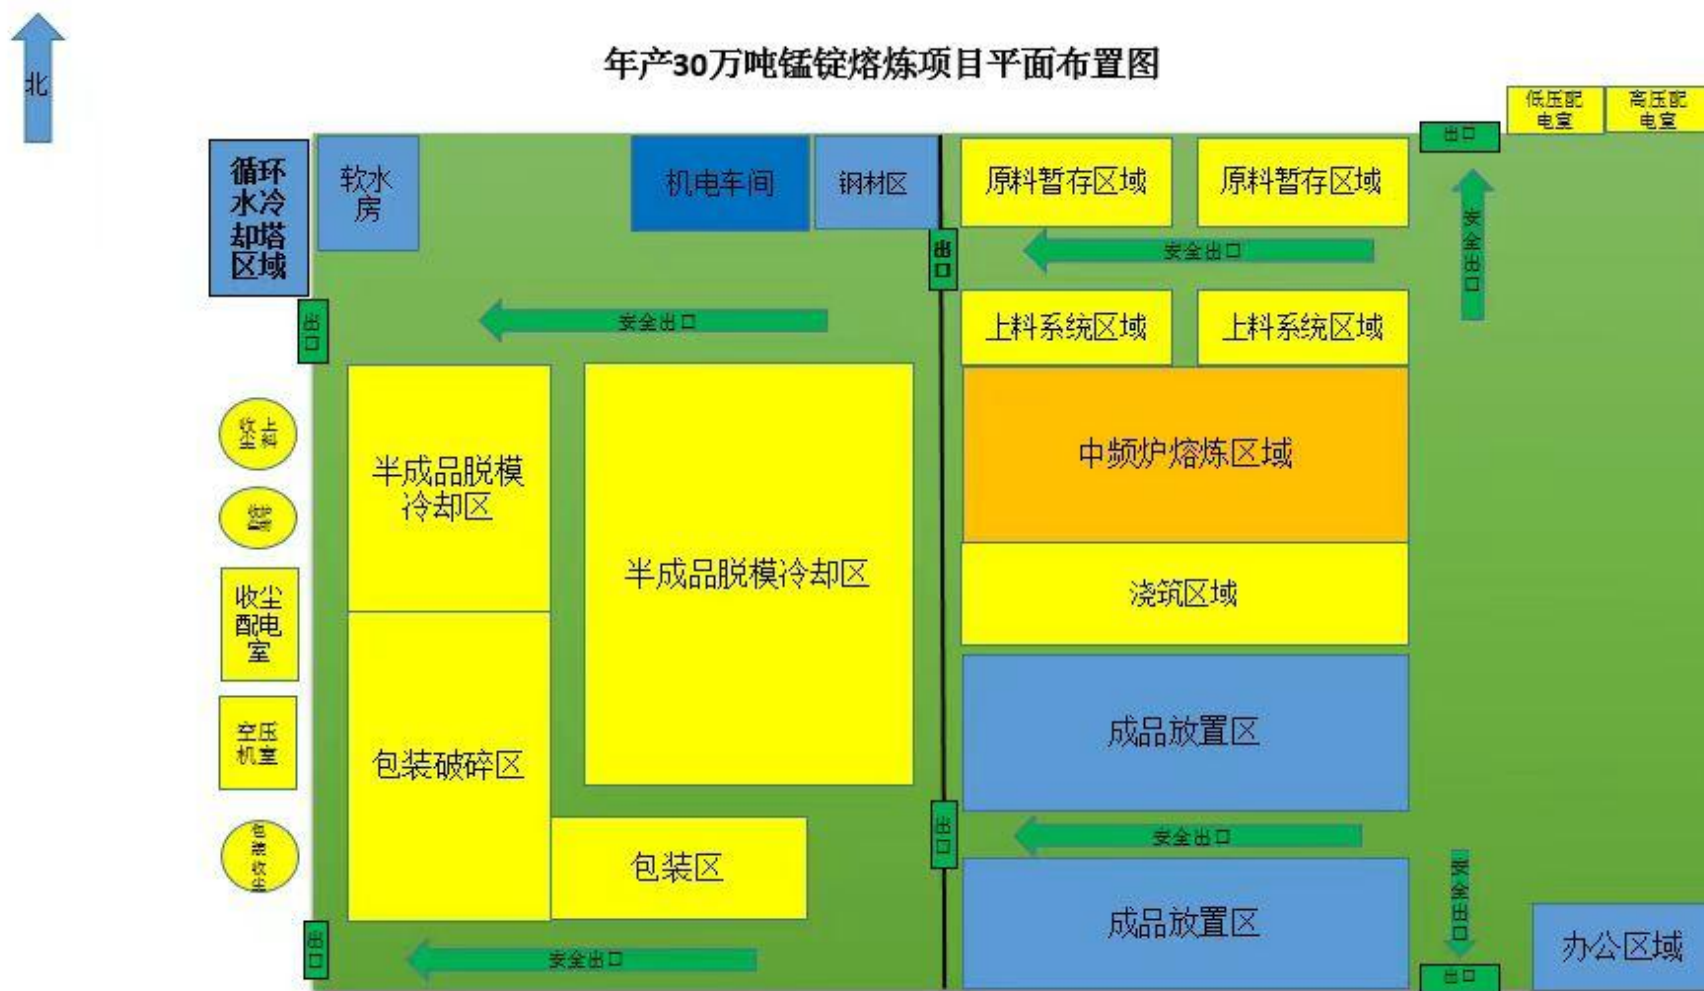 北
年产30万吨锰锭熔炼项目平面布置图
低压配
电室
高压配
电室
出口
循环
水冷
却塔
区域
软水
房
机电车间
钢材区
原料暂存区域
原料暂存区域
出口
安全出口
安全出口
出口
安全出口
上料系统区域
上料系统区域
上料
收尘
半成品脱模
冷却区
半成品脱模冷却区
中频炉熔炼区域
收尘
配电
室
浇筑区域
空压
机室
包装破碎区
成品放置区
包装收尘
包装区
出口
安全出口
安全出口
成品放置区
出口
安全出口
出口
办公区域